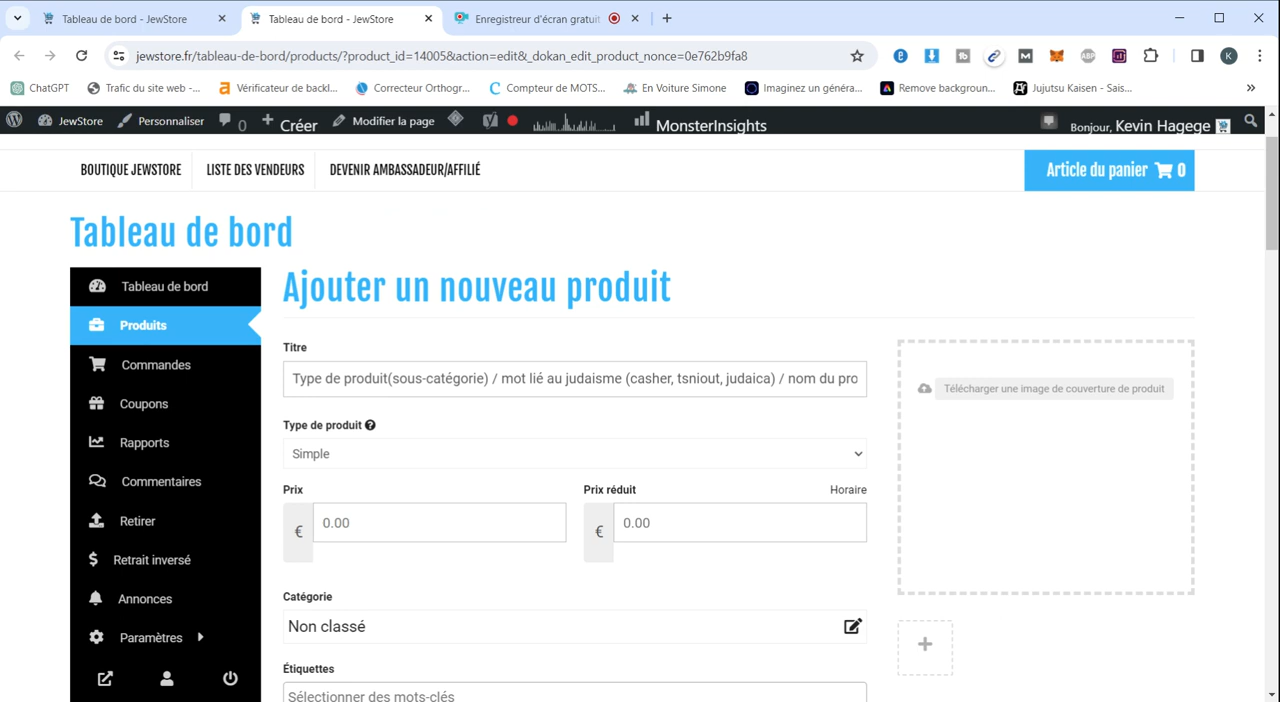 Tableau de bord - JewStore
Tableau de bord - JewStore
Enregistreur d'écran gratuit
jewstore.fr/tableau-de-bord/products/?product_id=14005&action=edit&_dokan_edit_product_nonce=0e762b9fa8
K
ChatGPT
Trafic du site web -...
Vérificateur de backl...
Correcteur Orthogr...
Compteur de MOTS...
En Voiture Simone
Imaginez un généra...
Remove backgroun...
Jujutsu Kaisen - Sais...
JewStore
Personnaliser
0
Créer
Modifier la page
MonsterInsights
Bonjour, Kevin Hagege
BOUTIQUE JEWSTORE
LISTE DES VENDEURS
DEVENIR AMBASSADEUR/AFFILIÉ
Article du panier 0
Tableau de bord
Tableau de bord
Produits
Commandes
Coupons
Rapports
Commentaires
Retirer
Retrait inversé
Annonces
Paramètres
Ajouter un nouveau produit
Titre
Type de produit(sous-catégorie) / mot lié au judaisme (casher, tsniout, judaica) / nom du pro
Type de produit
Simple
Prix
€ 0.00
Prix réduit Horaire
€ 0.00
Catégorie
Non classé
Étiquettes
Sélectionner des mots-clés
Télécharger une image de couverture de produit